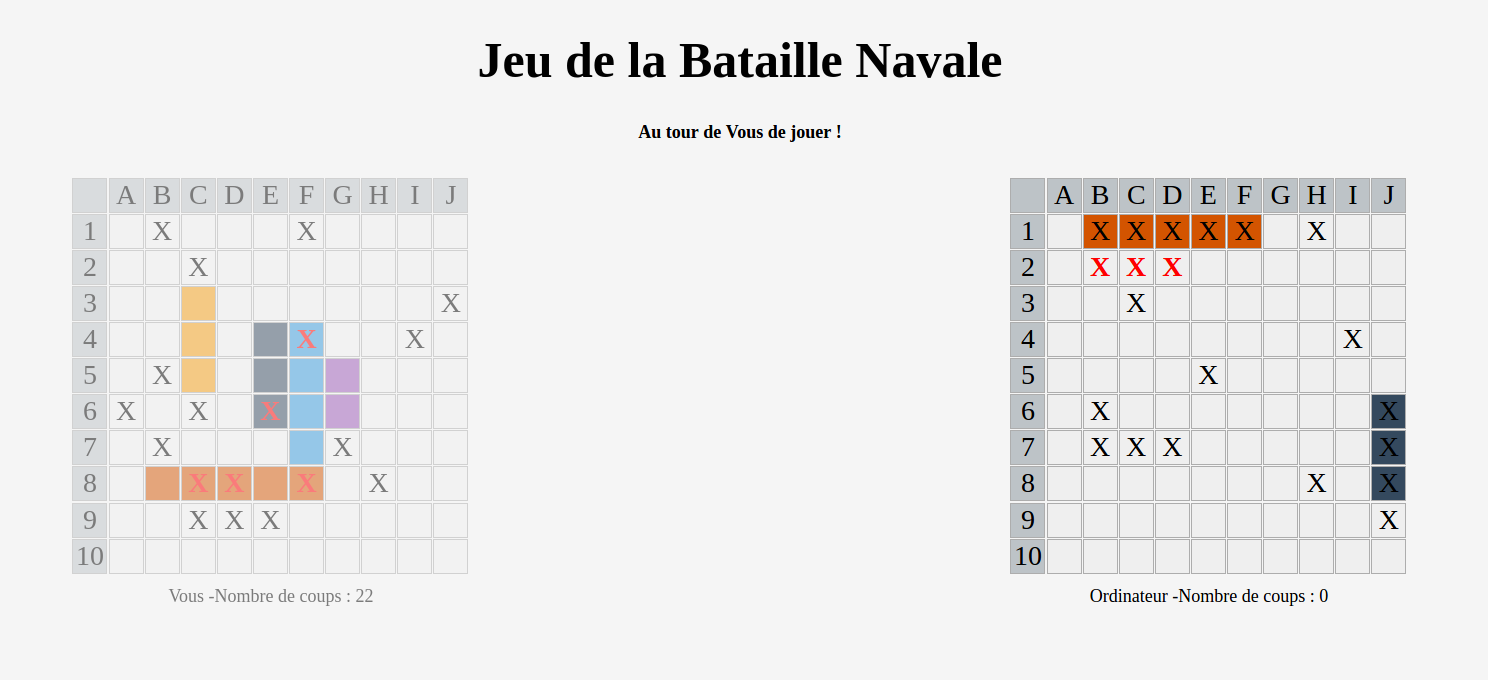 Jeu de la Bataille Navale
Au tour de Vous de jouer !
A B C D E F G H I J
1 X X
2 X
3 X
4 X X
5 X
6 X X X
7 X X
8 X X X X
9 X X X
10
Vous -Nombre de coups : 22
A B C D E F G H I J
1 X X X X X X
2 X X X
3 X
4 X
5 X
6 X X
7 X X X X
8 X X
9 X
10
Ordinateur -Nombre de coups : 0